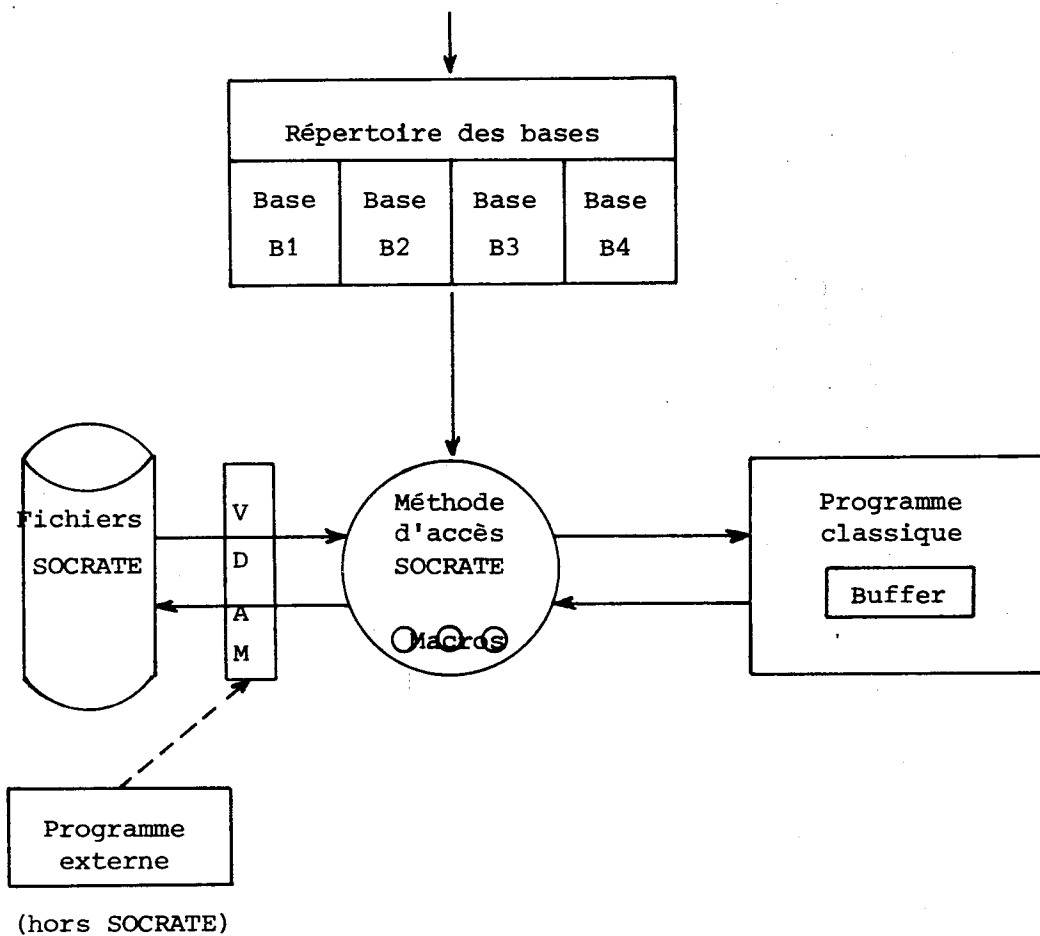 Répertoire des bases
Base Base Base Base
B1 B2 B3 B4
Fichiers
SOCRATE
V
D
A
M
Méthode
d'accès
SOCRATE
Macros
Programme
classique
Buffer
Programme
externe
(hors SOCRATE)